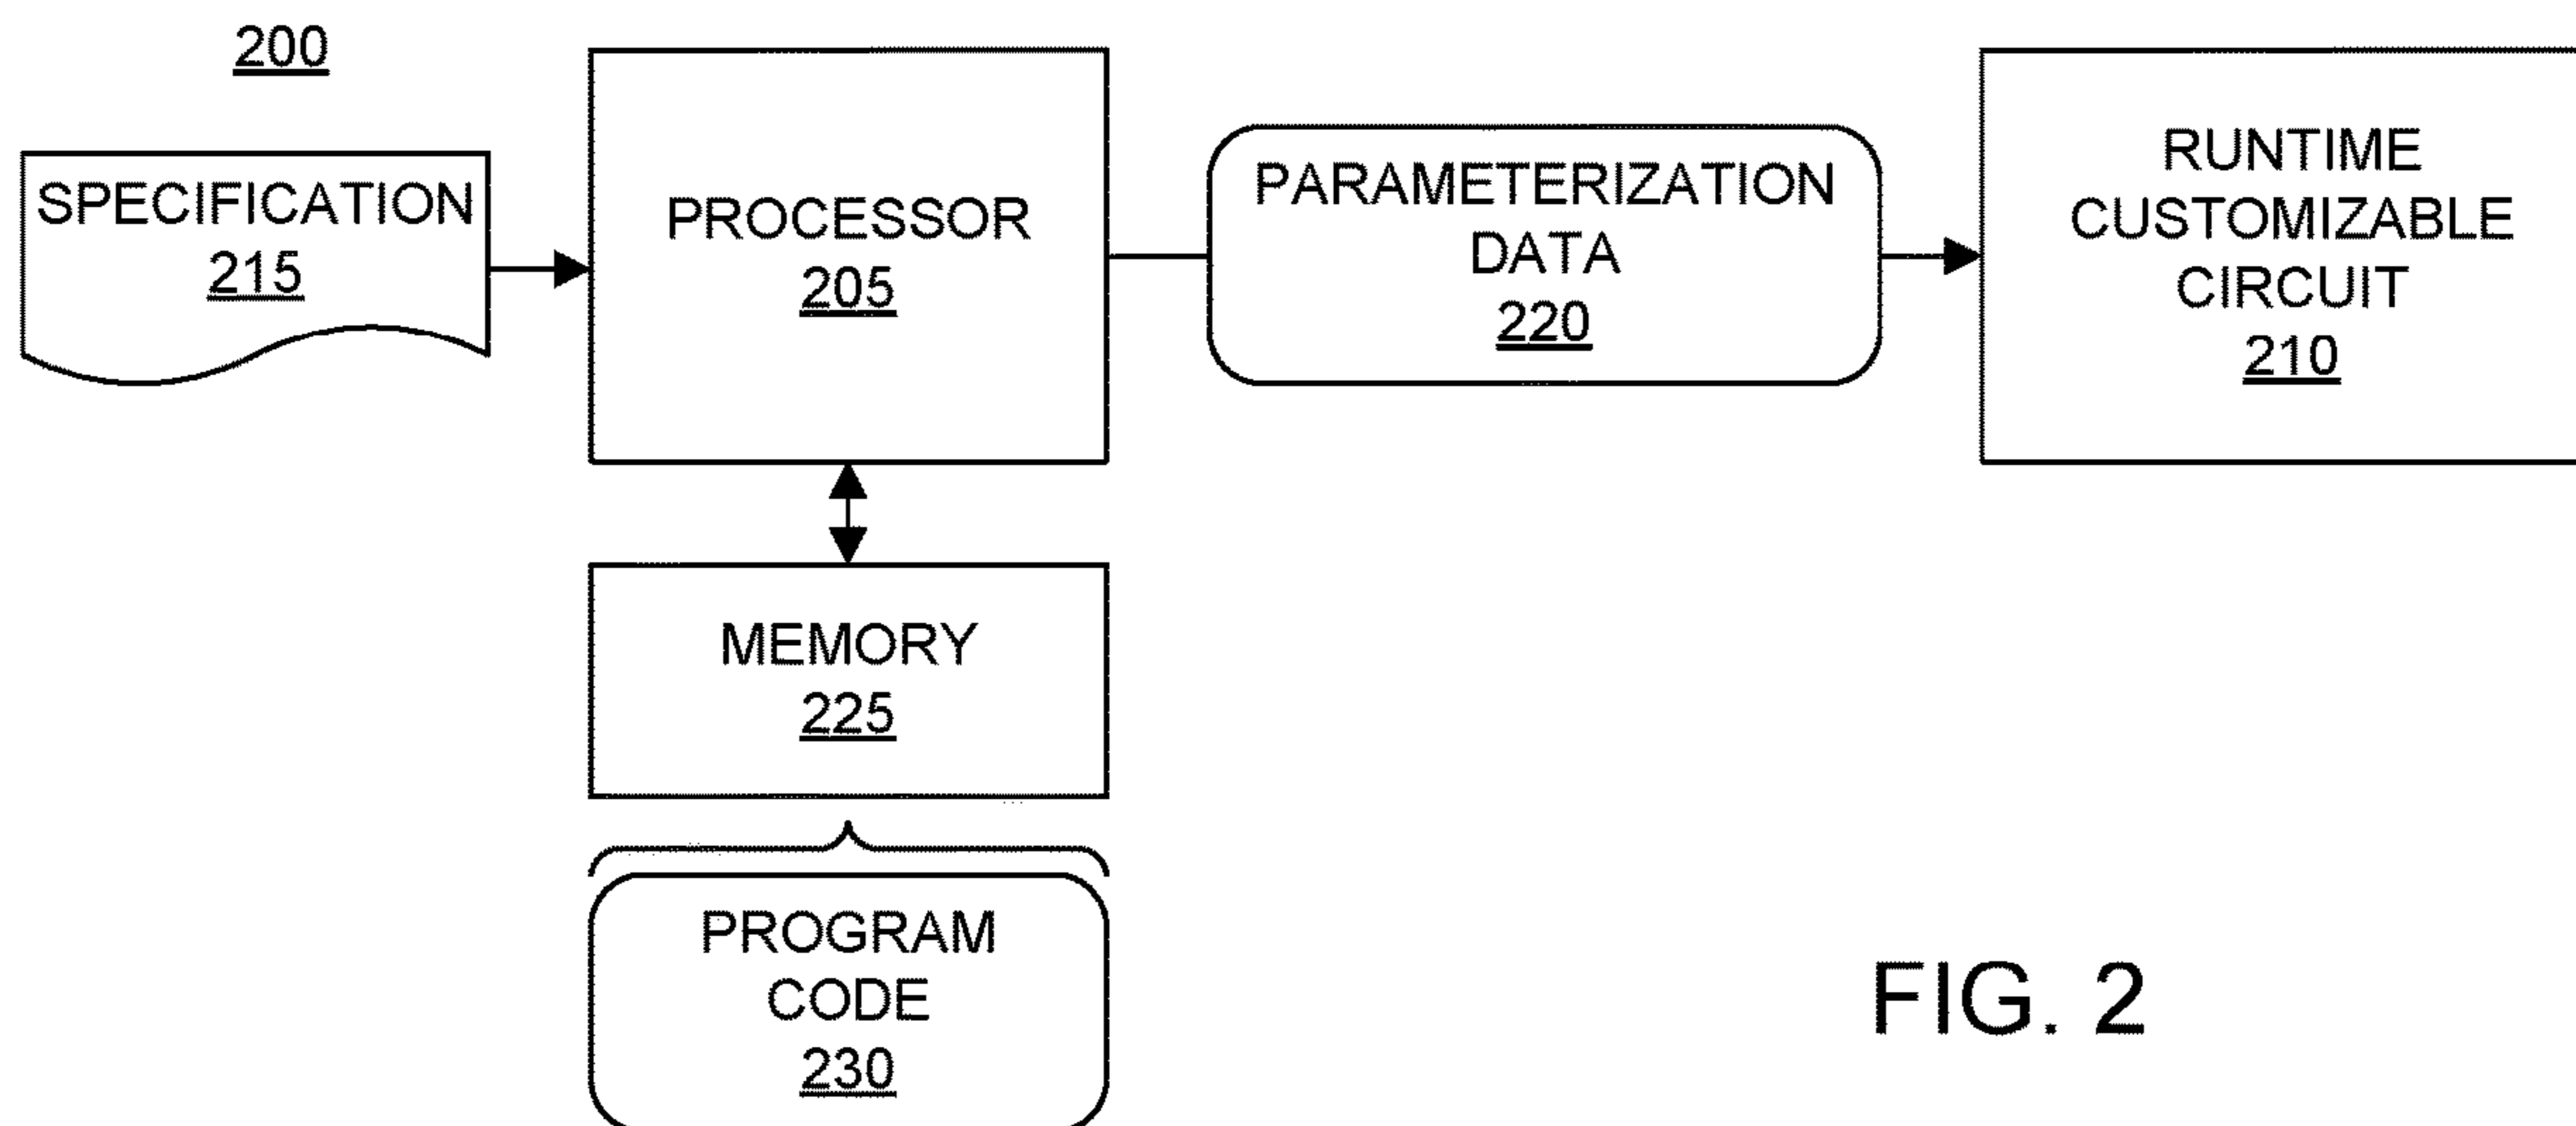 200
SPECIFICATION
215
PROCESSOR
205
PARAMETERIZATION
DATA
220
RUNTIME
CUSTOMIZABLE
CIRCUIT
210
MEMORY
225
PROGRAM
CODE
230
FIG. 2